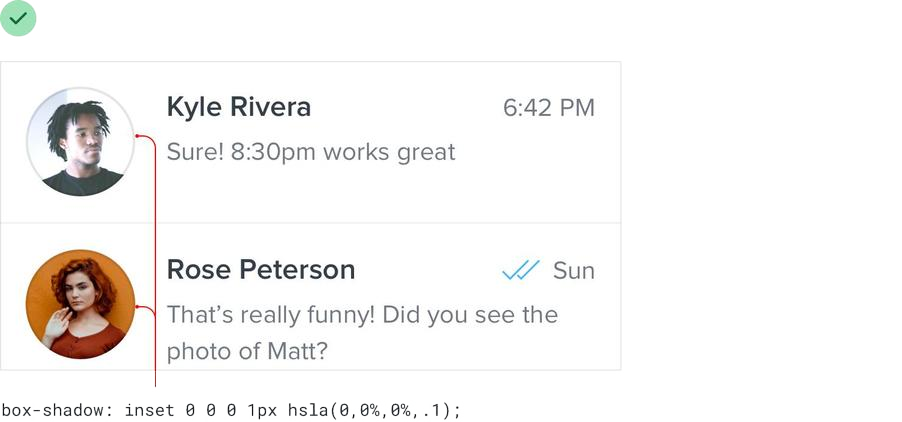 Kyle Rivera
6:42 PM
Sure! 8:30pm works great
Rose Peterson
Sun
That’s really funny! Did you see the
photo of Matt?
box-shadow: inset 0 0 0 1px hsla(0,0%,0%,.1);